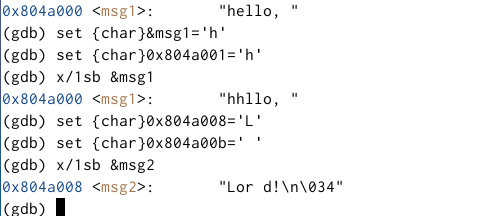 0x804a000 <msg1>: "hello, "
(gdb) set {char}&msg1='h'
(gdb) set {char}0x804a001='h'
(gdb) x/1sb &msg1
0x804a000 <msg1>: "hhllo, "
(gdb) set {char}0x804a008='L'
(gdb) set {char}0x804a00b=' '
(gdb) x/1sb &msg2
0x804a008 <msg2>: "Lor d!\n\034"
(gdb)